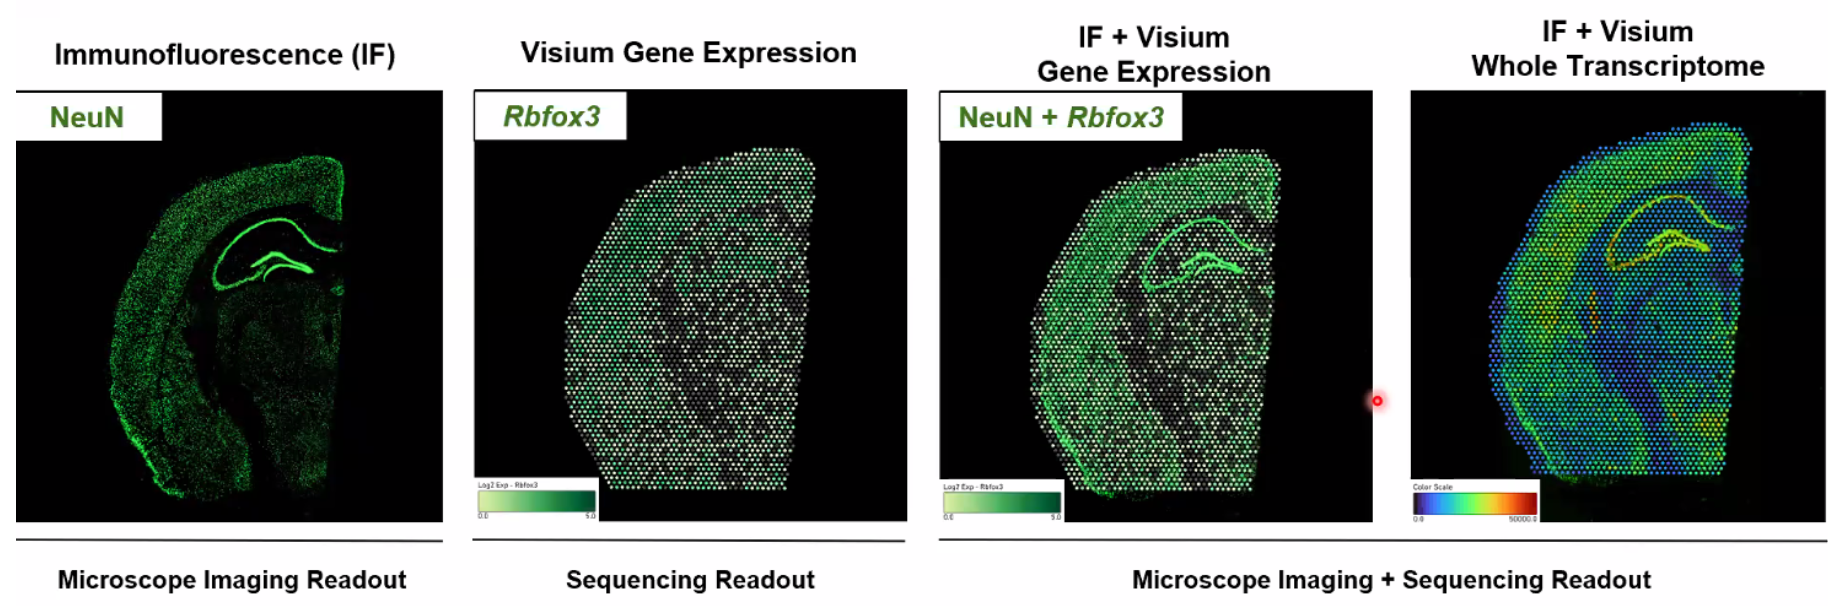 Immunofluorescence (IF)
NeuN
Microscope Imaging Readout
Visium Gene Expression
Rbfox3
Log2 Exp - Rbfox3
0.0 5.0
Sequencing Readout
IF + Visium
Gene Expression
NeuN + Rbfox3
Log2 Exp - Rbfox3
0.0 5.0
IF + Visium
Whole Transcriptome
Color Scale
0.0 50000.0
Microscope Imaging + Sequencing Readout